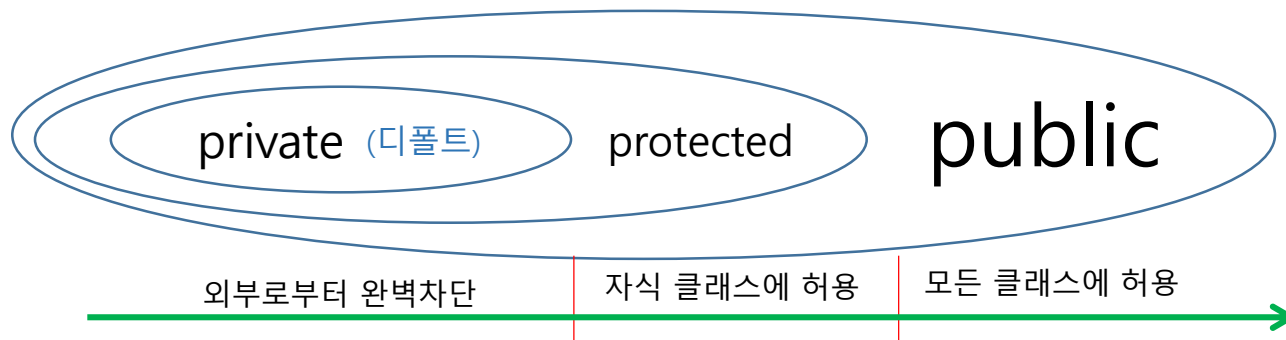 private (디폴트) protected public
외부로부터 완벽차단 자식 클래스에 허용 모든 클래스에 허용